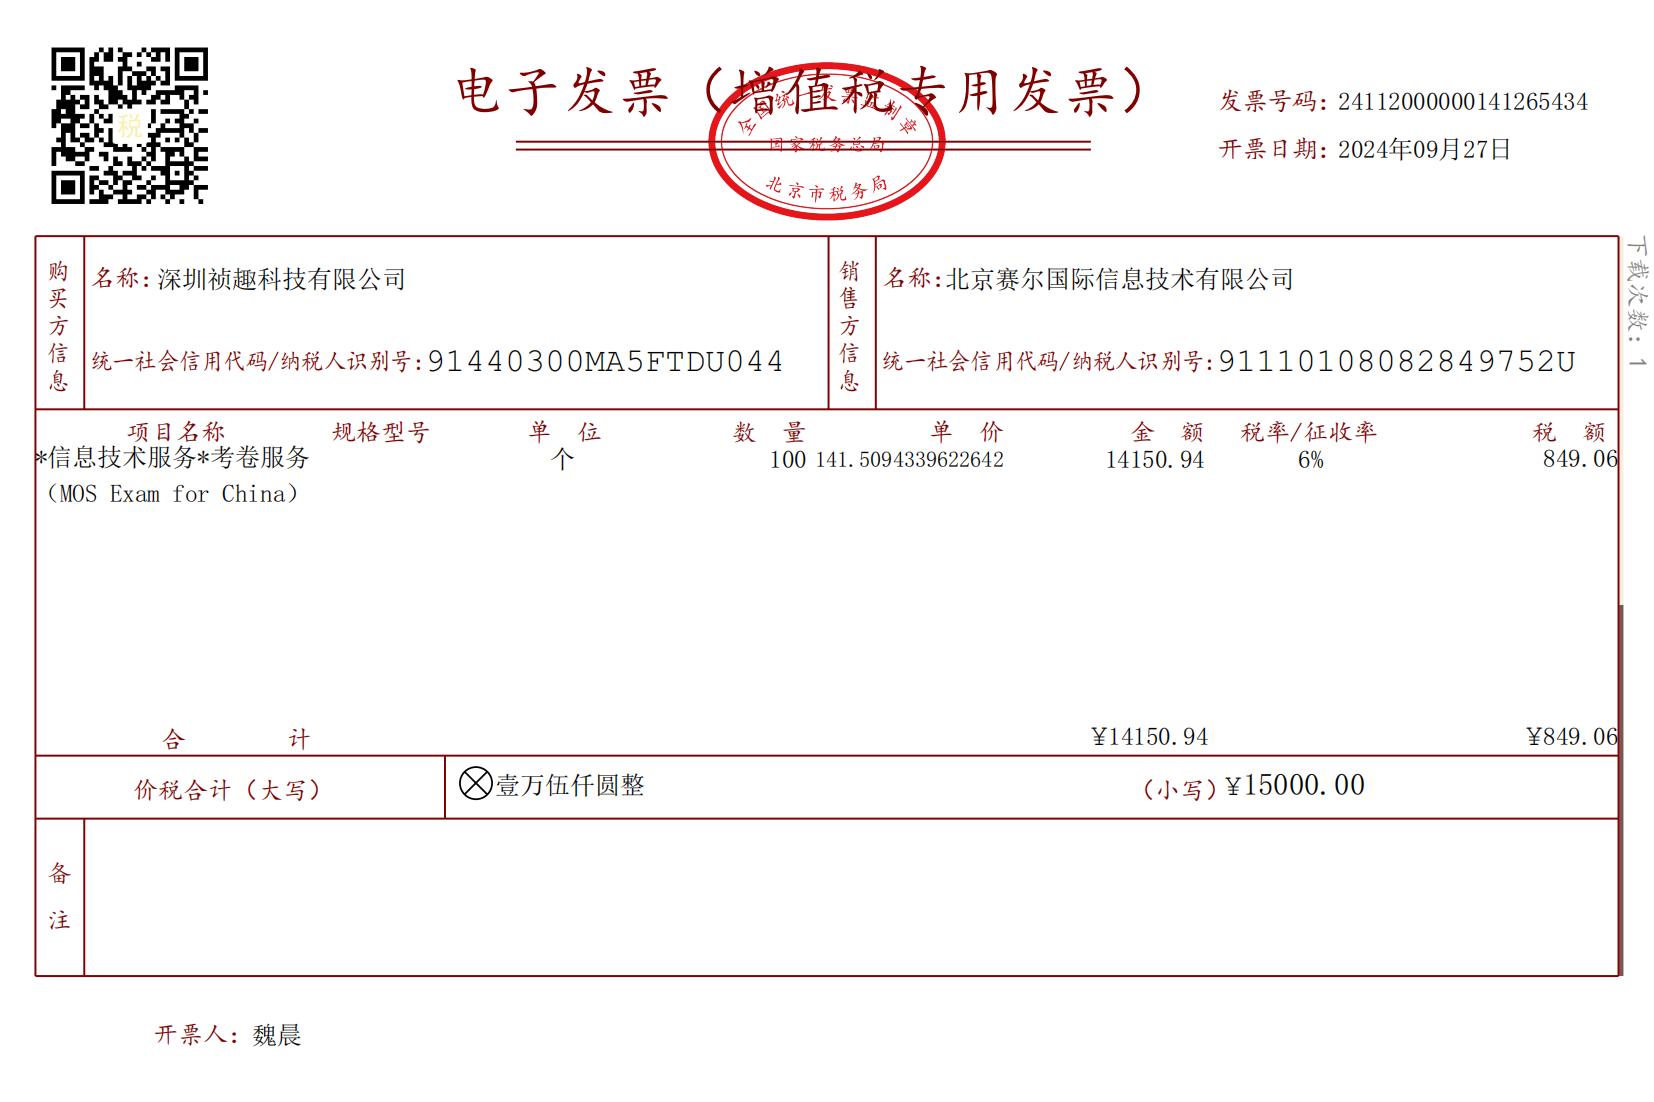 电子发票（增值税专用发票）
全国统一发票监制章
国家税务总局
北京市税务局
税
发票号码：24112000000141265434
开票日期：2024年09月27日
下载次数：1
购买方信息
名称：深圳祯趣科技有限公司
统一社会信用代码/纳税人识别号：91440300MA5FTDU044
销售方信息
名称：北京赛尔国际信息技术有限公司
统一社会信用代码/纳税人识别号：91110108082849752U
项目名称 规格型号 单位 数量 单价 金额 税率/征收率 税额
*信息技术服务*考卷服务 个 100 141.5094339622642 14150.94 6% 849.06
（MOS Exam for China）
合计 ¥14150.94 ¥849.06
价税合计（大写） ⊗壹万伍仟圆整 （小写）¥15000.00
备注
开票人：魏晨